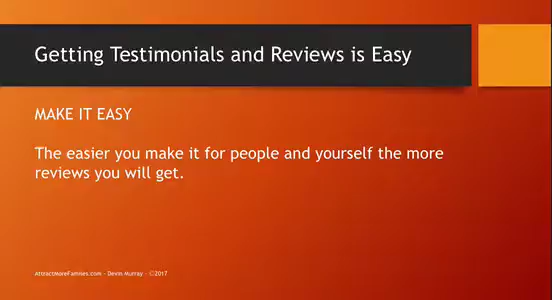 Getting Testimonials and Reviews is Easy
MAKE IT EASY
The easier you make it for people and yourself the more
reviews you will get.
AttractMoreFamilies.com - Devin Murray - ©2017